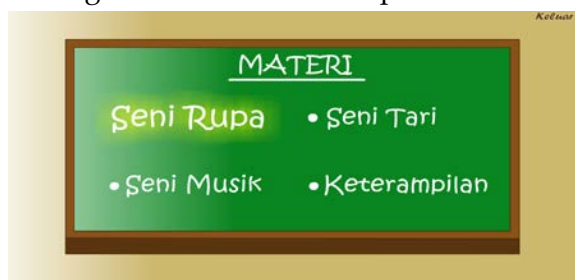 Keluar
MATERI
Seni Rupa • Seni Tari
• Seni Musik • Keterampilan